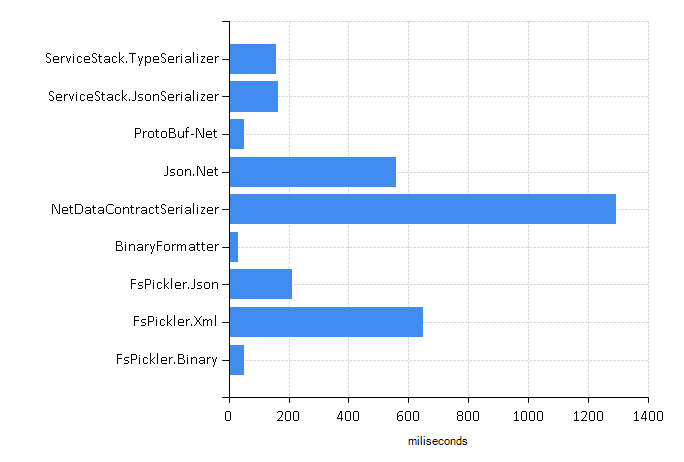 ServiceStack.TypeSerializer
ServiceStack.JsonSerializer
ProtoBuf-Net
Json.Net
NetDataContractSerializer
BinaryFormatter
FsPickler.Json
FsPickler.Xml
FsPickler.Binary
0 200 400 600 800 1000 1200 1400
miliseconds